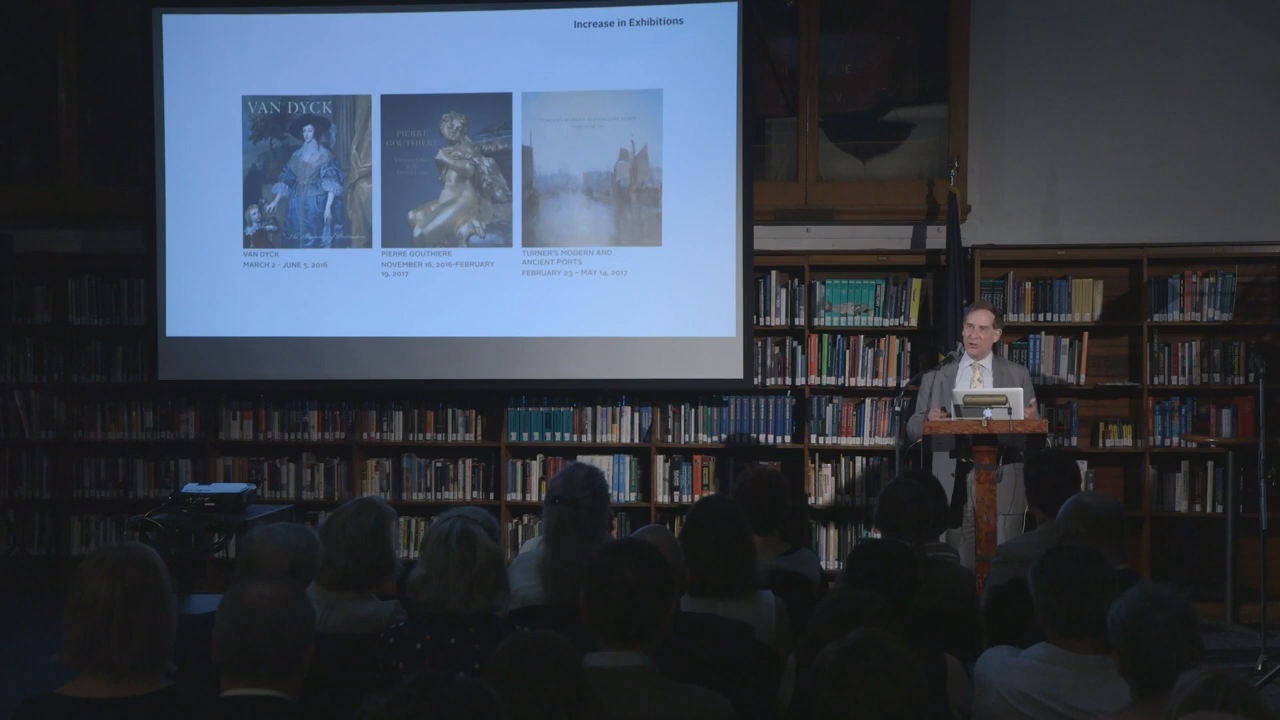 Increase in Exhibitions
VAN DYCK
PIERRE
GOUTHIÈRE
VAN DYCK
MARCH 2 - JUNE 5, 2016
PIERRE GOUTHIERE
NOVEMBER 16, 2016-FEBRUARY
19, 2017
TURNER'S MODERN AND
ANCIENT PORTS
FEBRUARY 23 – MAY 14, 2017